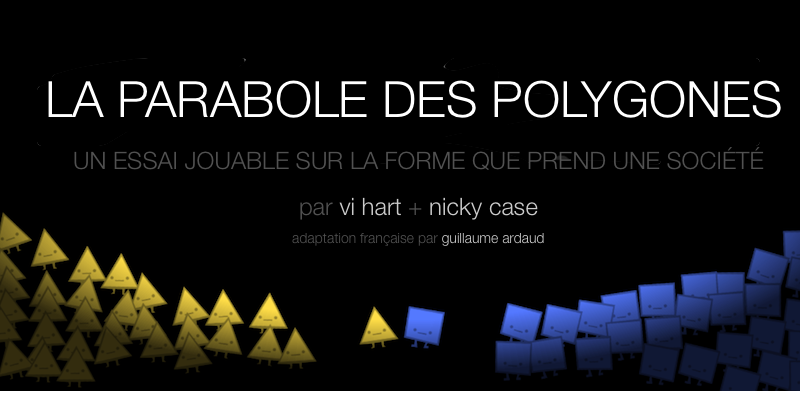 LA PARABOLE DES POLYGONES
UN ESSAI JOUABLE SUR LA FORME QUE PREND UNE SOCIÉTÉ
par vi hart + nicky case
adaptation française par guillaume ardaud